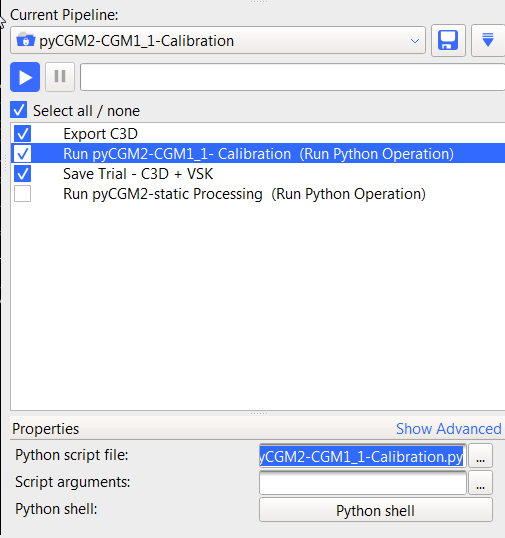 Current Pipeline:
pyCGM2-CGM1_1-Calibration
Select all / none
Export C3D
Run pyCGM2-CGM1_1- Calibration (Run Python Operation)
Save Trial - C3D + VSK
Run pyCGM2-static Processing (Run Python Operation)
Properties Show Advanced
Python script file: yCGM2-CGM1_1-Calibration.py ...
Script arguments: ...
Python shell: Python shell